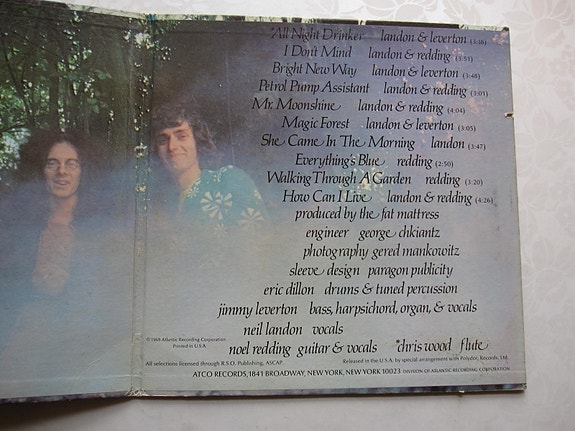 *All Night Drinker landon & leverton (3:16)
I Don't Mind landon & redding (3:51)
Bright New Way landon & leverton (3:48)
Petrol Pump Assistant landon & redding (3:01)
Mr. Moonshine landon & redding (4:04)
Magic Forest landon & leverton (3:05)
She Came In The Morning landon (3:47)
Everything's Blue redding (2:50)
Walking Through A Garden redding (3:20)
How Can I Live landon & redding (4:26)
produced by the fat mattress
engineer george chkiantz
photography gered mankowitz
sleeve design paragon publicity
eric dillon drums & tuned percussion
jimmy leverton bass, harpsichord, organ, & vocals
neil landon vocals
noel redding guitar & vocals *chris wood flute
©1969 Atlantic Recording Corporation
Printed in U.S.A.
All selections licensed through R.S.O. Publishing, ASCAP.
Released in the U.S.A. by special arrangement with Polydor, Records, Ltd.
ATCO RECORDS, 1841 BROADWAY, NEW YORK, NEW YORK 10023 DIVISION OF ATLANTIC RECORDING CORPORATION